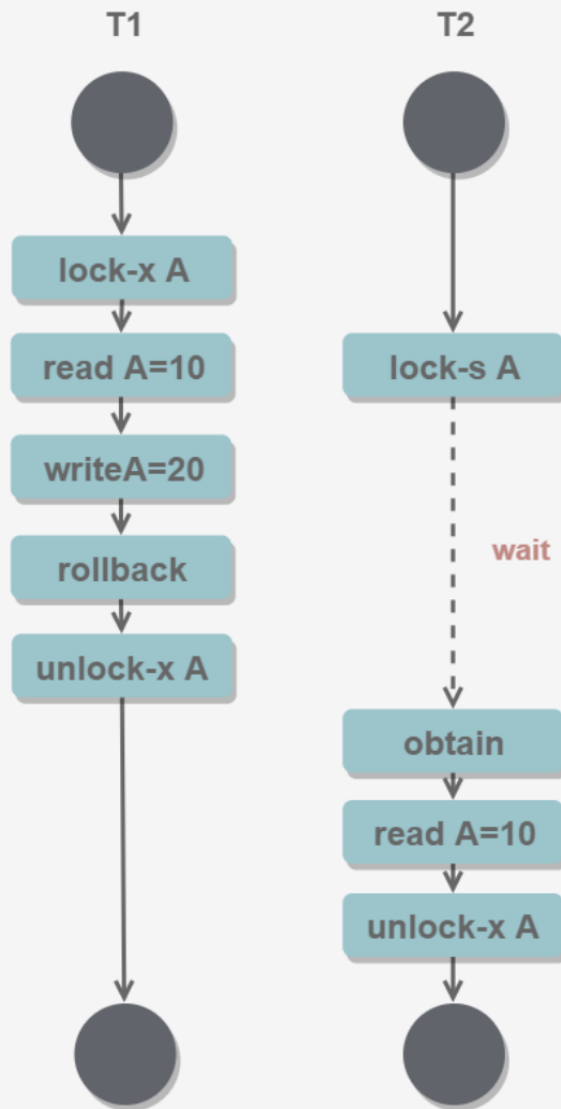 T1
T2
lock-x A
read A=10
lock-s A
writeA=20
rollback
wait
unlock-x A
obtain
read A=10
unlock-x A